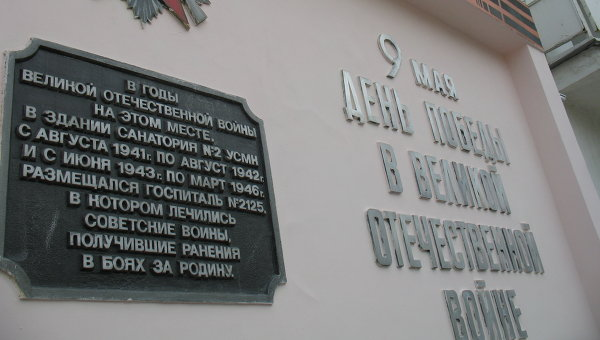 В ГОДЫ
ВЕЛИКОЙ ОТЕЧЕСТВЕННОЙ ВОЙНЫ
НА ЭТОМ МЕСТЕ,
В ЗДАНИИ САНАТОРИЯ №2 УСМН
С АВГУСТА 1941г. ПО АВГУСТ 1942г.
И С ИЮНЯ 1943г. ПО МАРТ 1946г.
РАЗМЕЩАЛСЯ ГОСПИТАЛЬ №2125,
В КОТОРОМ ЛЕЧИЛИСЬ
СОВЕТСКИЕ ВОИНЫ,
ПОЛУЧИВШИЕ РАНЕНИЯ
В БОЯХ ЗА РОДИНУ.
9 МАЯ
ДЕНЬ ПОБЕДЫ
В ВЕЛИКОЙ
ОТЕЧЕСТВЕННОЙ
ВОЙНЕ